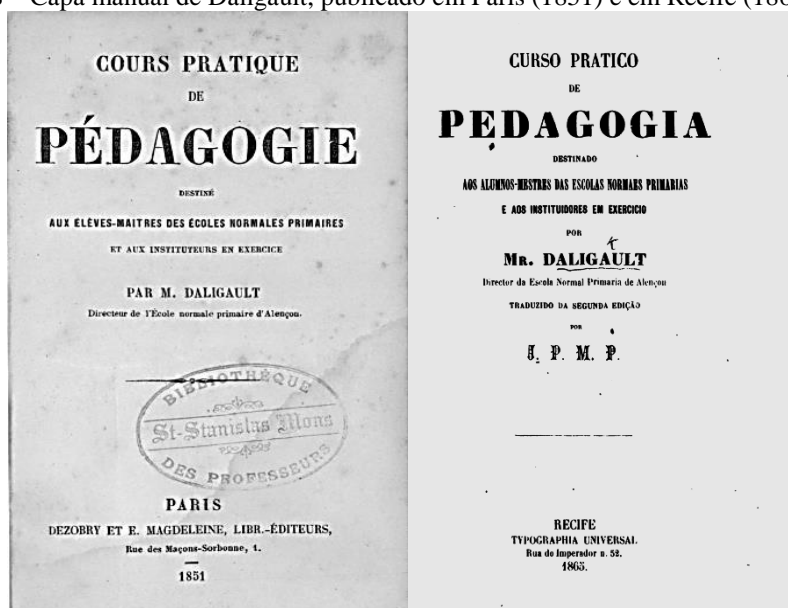 Capa manual de Daligault, publicado em Paris (1851) e em Recife
COURS PRATIQUE
DE
PÉDAGOGIE
DESTINÉ
AUX ÉLÈVES-MAITRES DES ÉCOLES NORMALES PRIMAIRES
ET AUX INSTITUTEURS EN EXERCICE
PAR M. DALIGAULT
Directeur de l'École normale primaire d'Alençon.
BIBLIOTHÈQUE
St-Stanislas Mons
DES PROFESSEURS
PARIS
DEZOBRY ET E. MAGDELEINE, LIBR.-ÉDITEURS,
Rue des Maçons-Sorbonne, 1.
1851
CURSO PRATICO
DE
PEDAGOGIA
DESTINADO
AOS ALUMNOS-MESTRES DAS ESCOLAS NORMAES PRIMARIAS
E AOS INSTITUIDORES EM EXERCICIO
POR
MR. DALIGAULT
Director da Escola Normal Primaria de Alençon
TRADUZIDO DA SEGUNDA EDIÇÃO
POR
J. P. M. P.
RECIFE
TYPOGRAPHIA UNIVERSAL
Rua do Imperador n. 52.
1865.